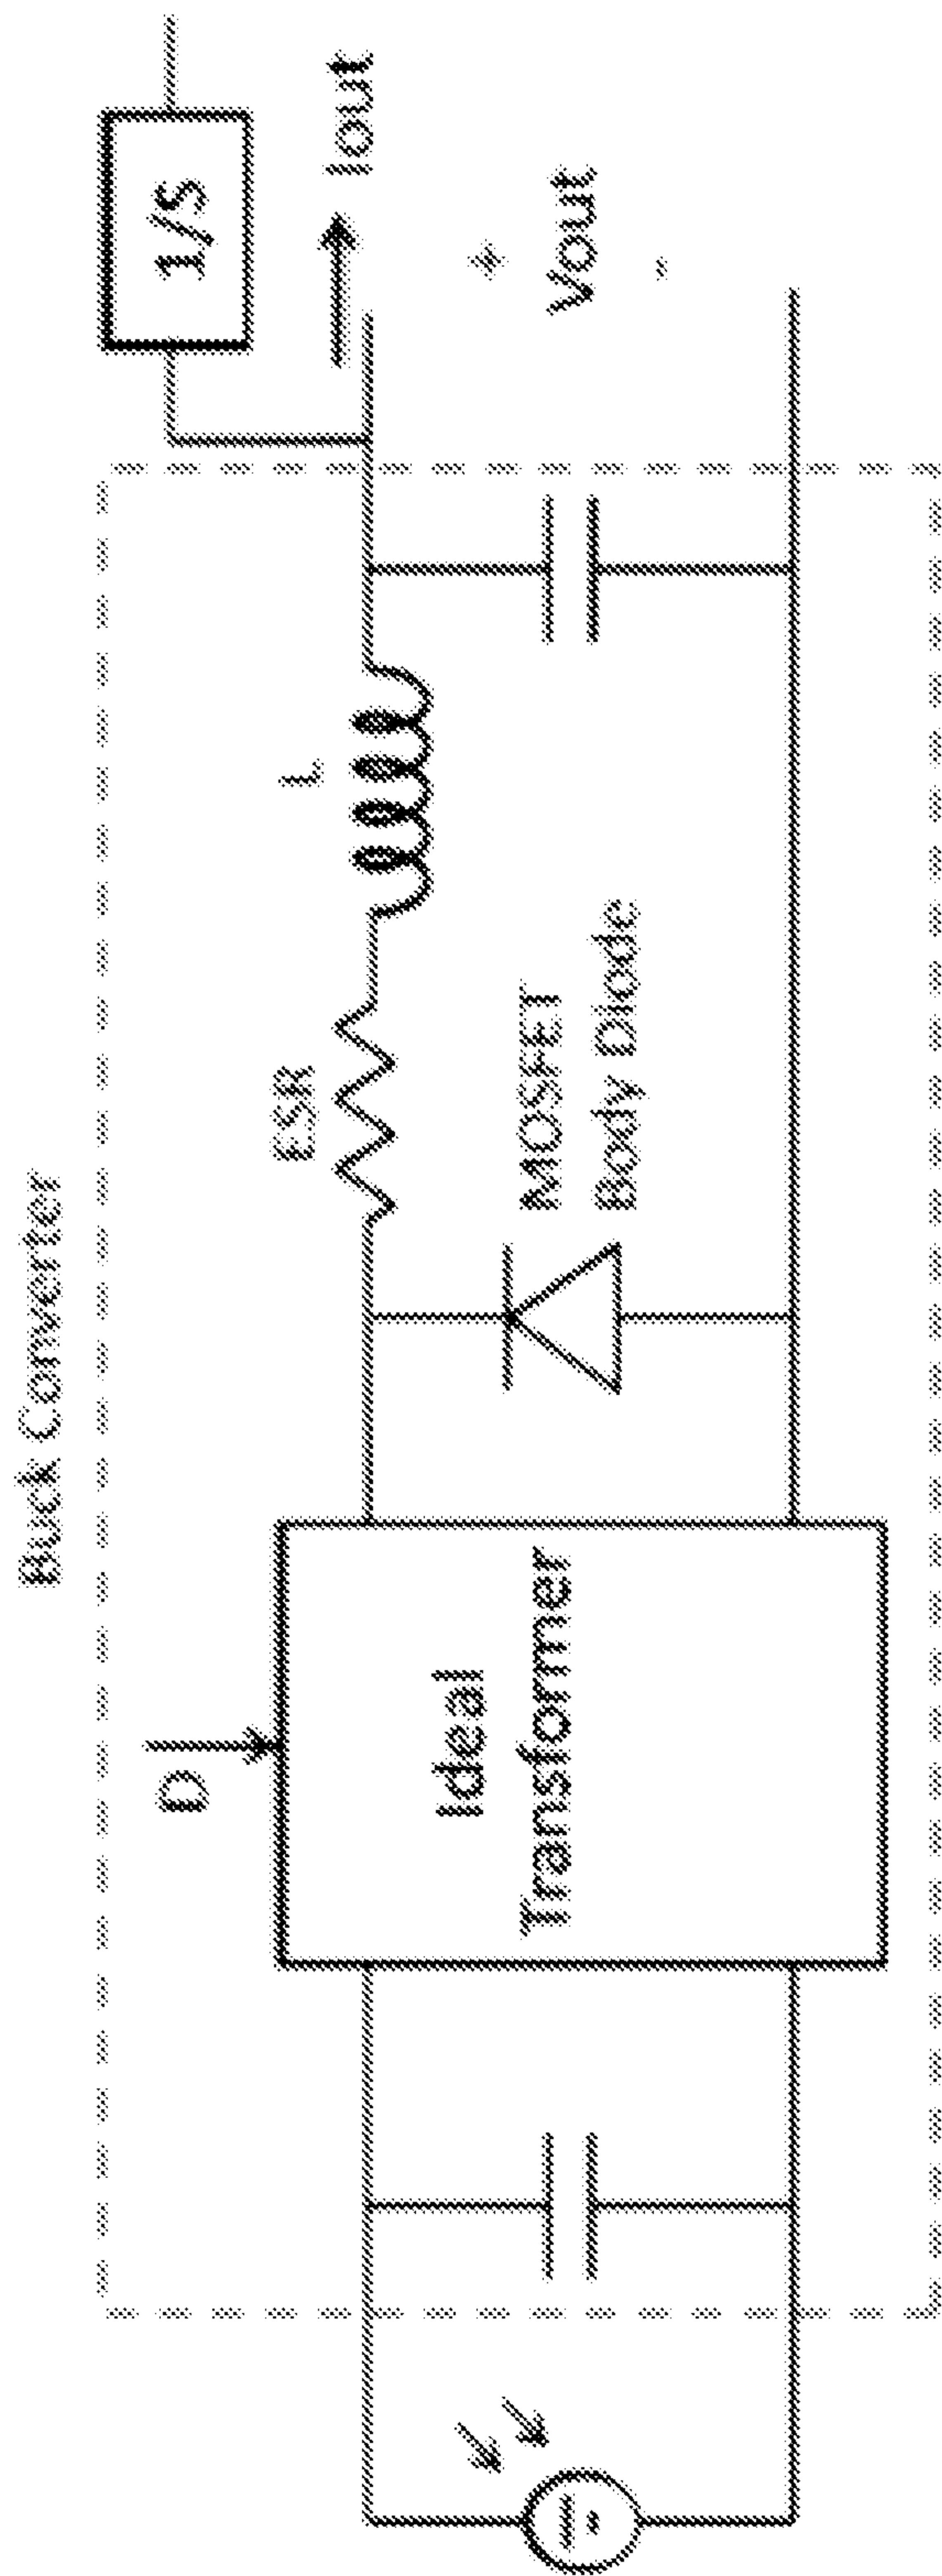 Buck Converter
D
Ideal
Transformer
ESR
L
MOSFET
Body Diode
1/S
Iout
+
Vout
-